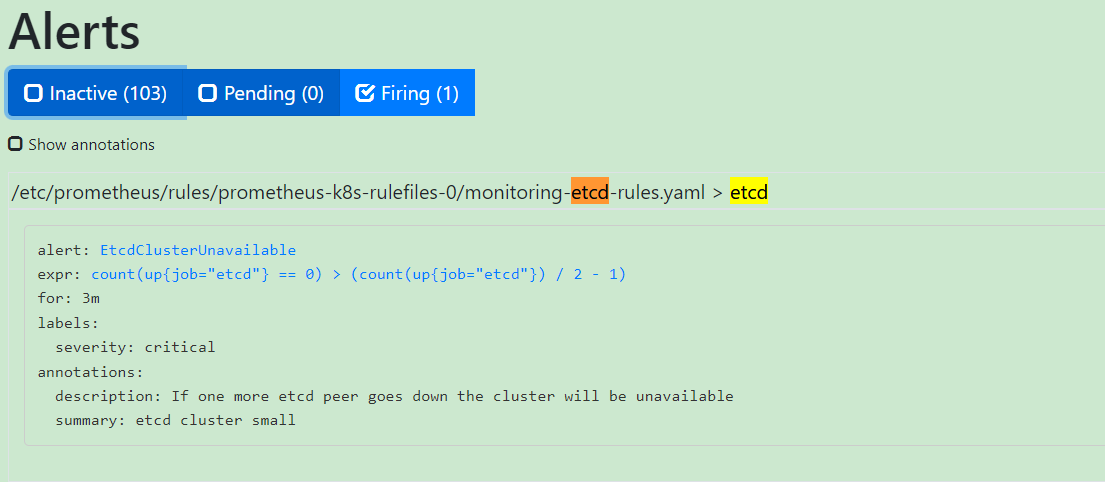 Alerts
Inactive (103) Pending (0) Firing (1)
Show annotations
/etc/prometheus/rules/prometheus-k8s-rulefiles-0/monitoring-etcd-rules.yaml > etcd
alert: EtcdClusterUnavailable
expr: count(up{job="etcd"} == 0) > (count(up{job="etcd"}) / 2 - 1)
for: 3m
labels:
severity: critical
annotations:
description: If one more etcd peer goes down the cluster will be unavailable
summary: etcd cluster small